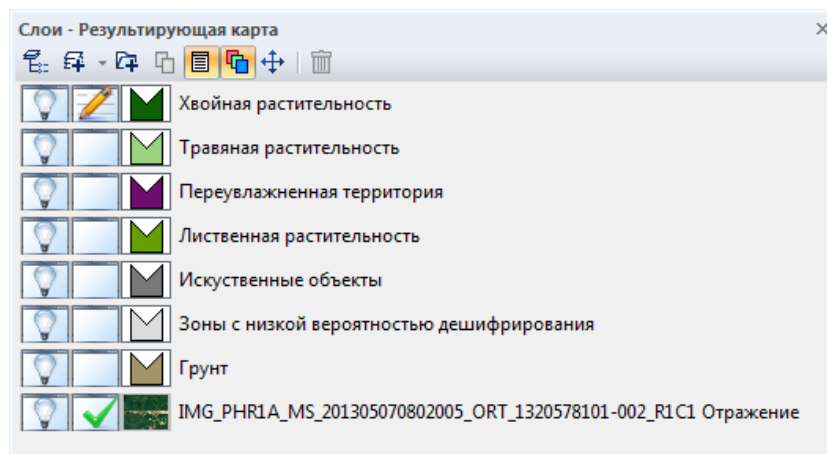 Слои - Результирующая карта
Хвойная растительность
Травяная растительность
Переувлажненная территория
Лиственная растительность
Искуственные объекты
Зоны с низкой вероятностью дешифрирования
Грунт
IMG_PHR1A_MS_201305070802005_ORT_1320578101-002_R1C1 Отражение